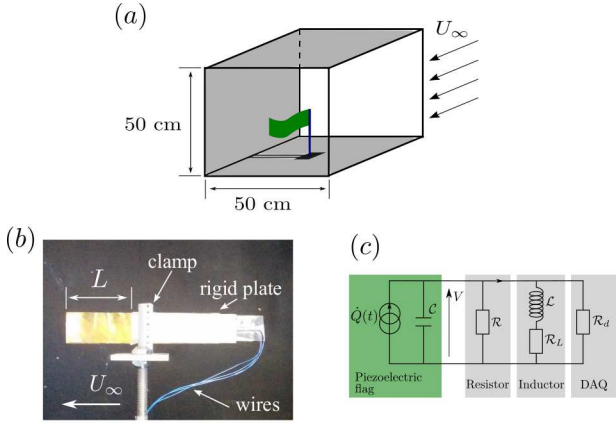 (a)
U∞
50 cm
50 cm
(b)
L
clamp
rigid plate
U∞
wires
(c)
Q̇(t)
C
V
R
L
R_L
R_d
Piezoelectric
flag
Resistor
Inductor
DAQ